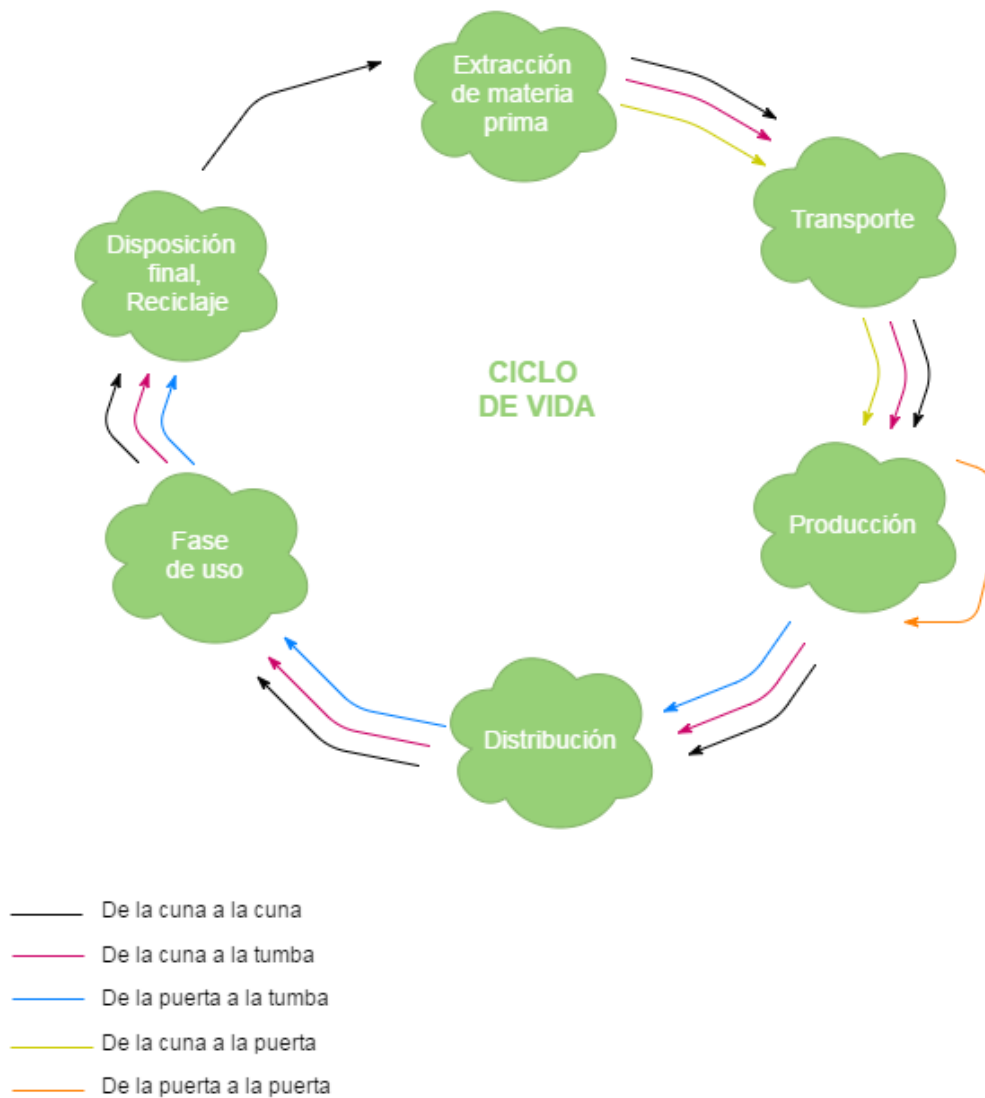 Extracción
de materia
prima
Transporte
Disposición
final,
Reciclaje
CICLO
DE VIDA
Producción
Fase
de uso
Distribución
De la cuna a la cuna
De la cuna a la tumba
De la puerta a la tumba
De la cuna a la puerta
De la puerta a la puerta